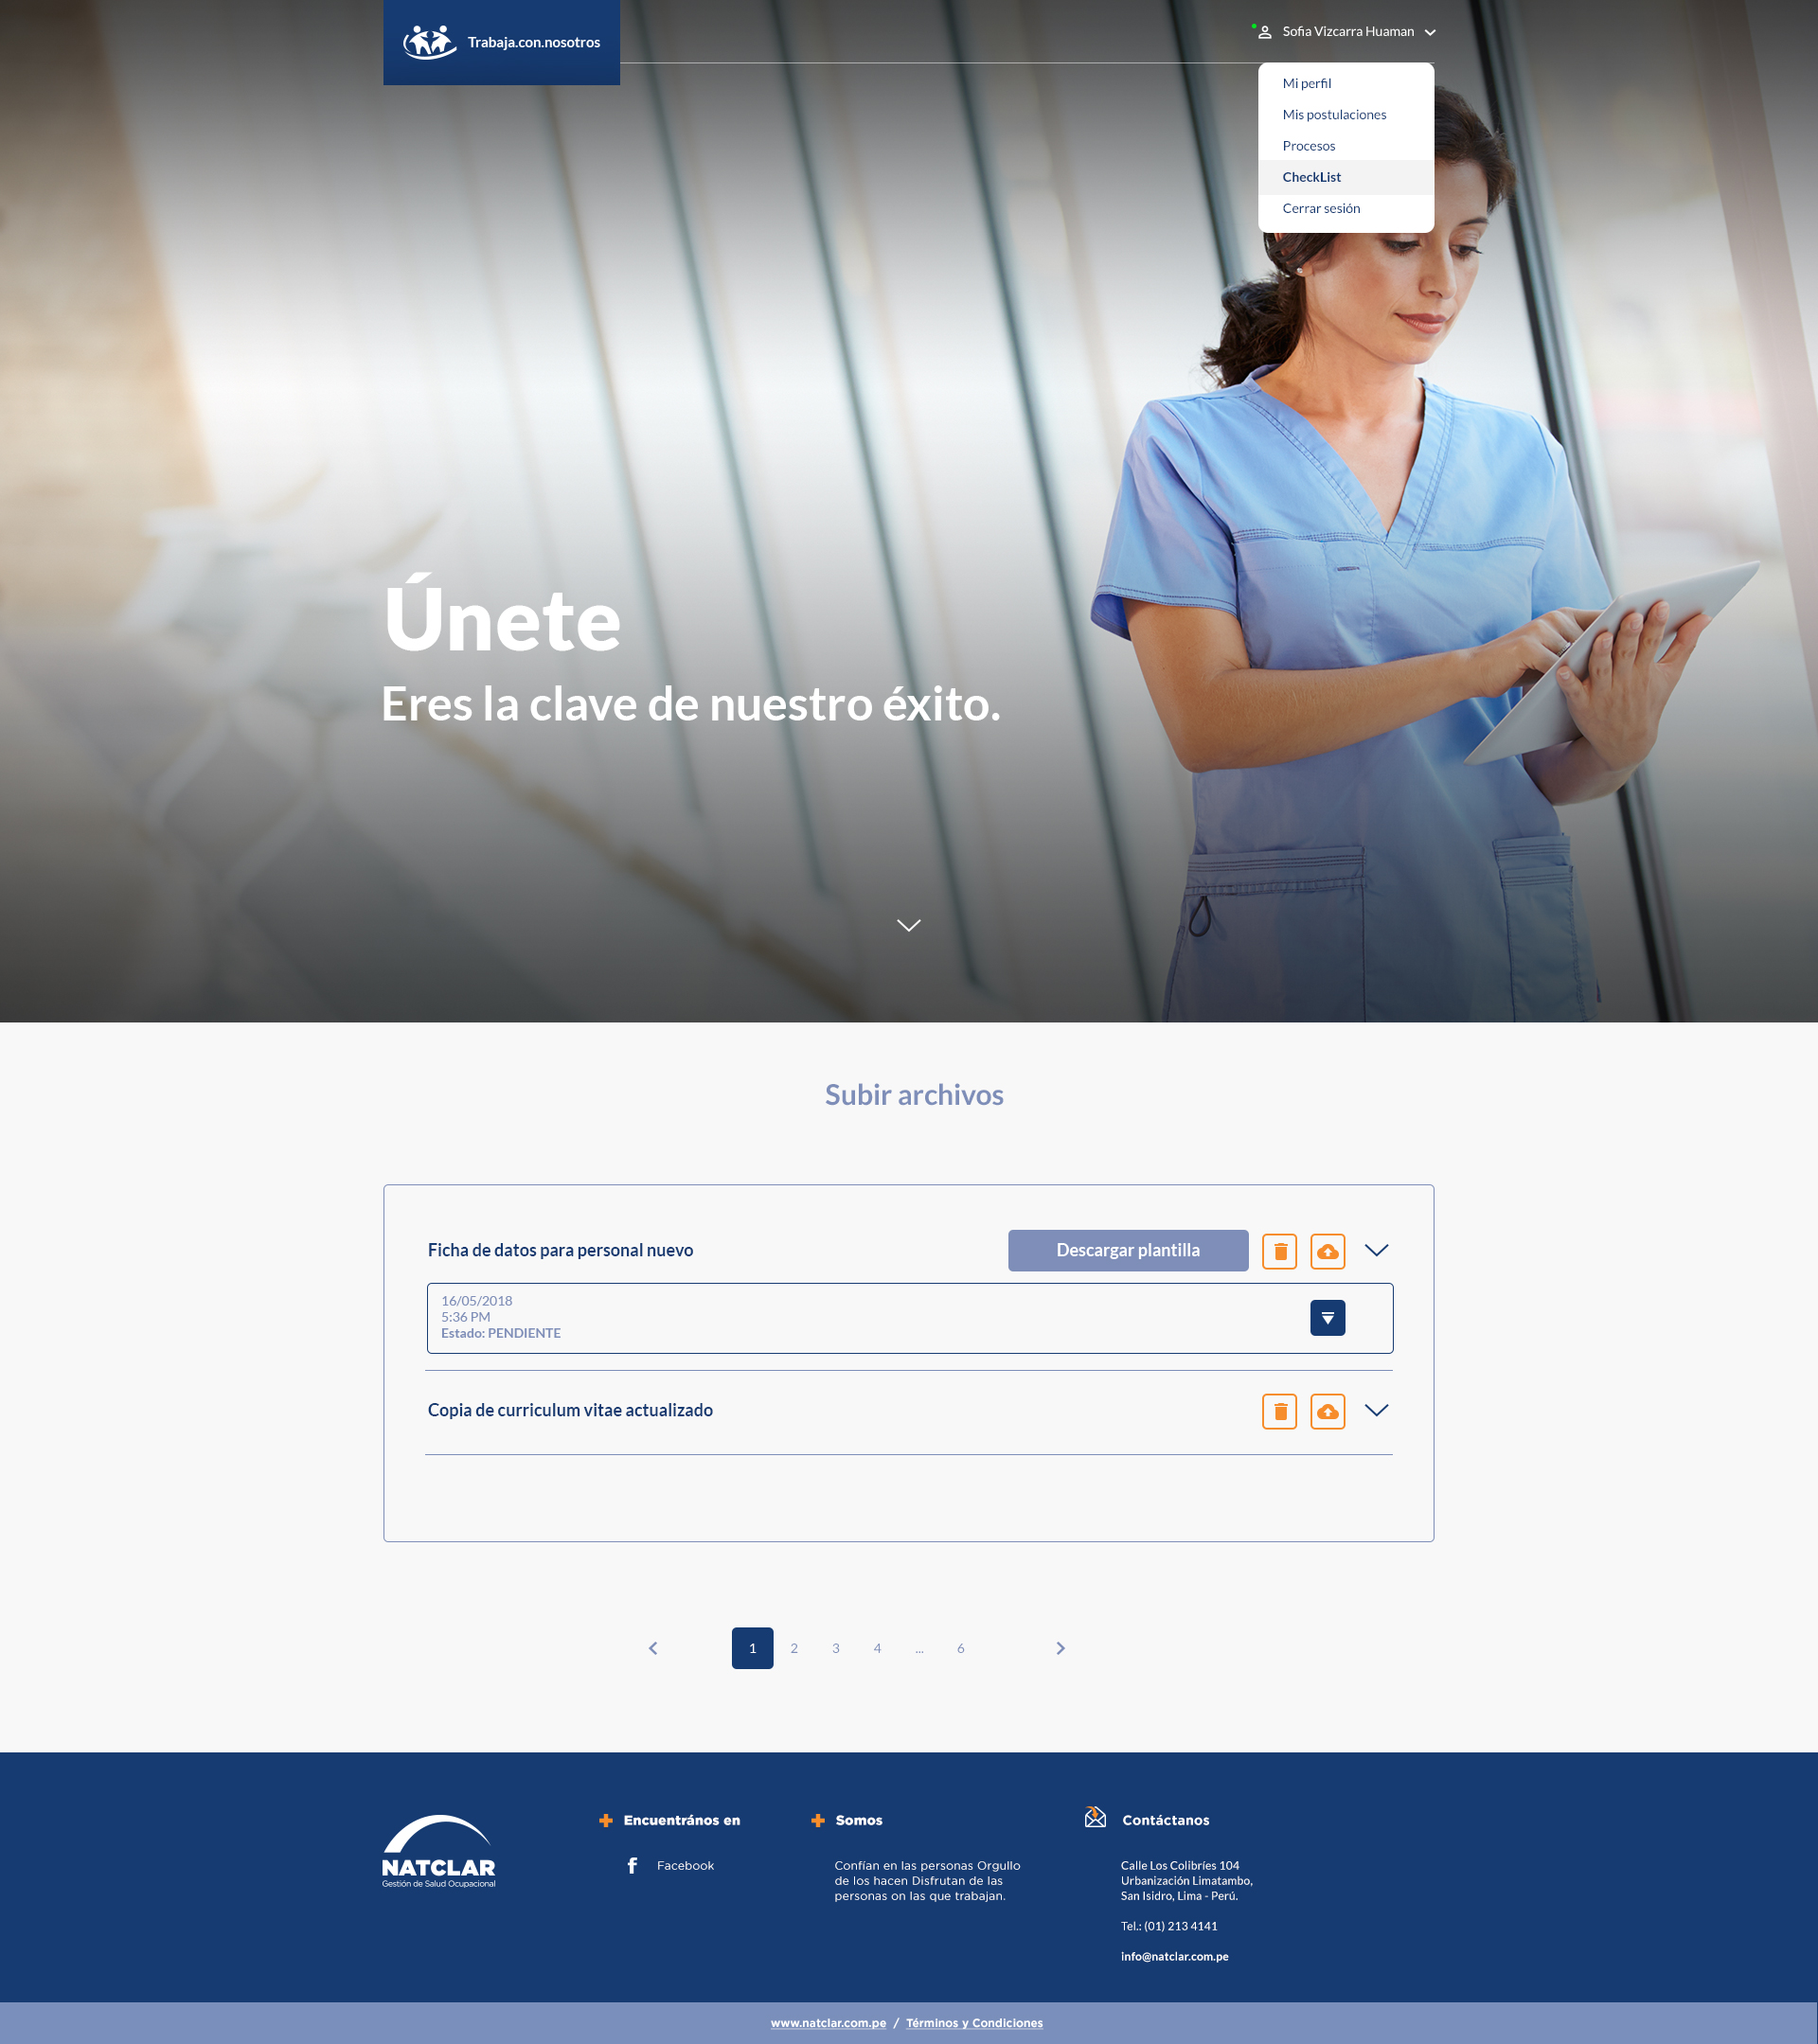 Trabaja.con.nosotros
Sofia Vizcarra Huaman
Mi perfil
Mis postulaciones
Procesos
CheckList
Cerrar sesión
Únete
Eres la clave de nuestro éxito.
Subir archivos
Ficha de datos para personal nuevo
Descargar plantilla
16/05/2018
5:36 PM
Estado: PENDIENTE
Copia de curriculum vitae actualizado
1 2 3 4 ... 6
NATCLAR
Gestión de Salud Ocupacional
Encuentrános en
Facebook
Somos
Confían en las personas Orgullo
de los hacen Disfrutan de las
personas on las que trabajan.
Contáctanos
Calle Los Colibríes 104
Urbanización Limatambo,
San Isidro, Lima - Perú.
Tel.: (01) 213 4141
info@natclar.com.pe
www.natclar.com.pe / Términos y Condiciones